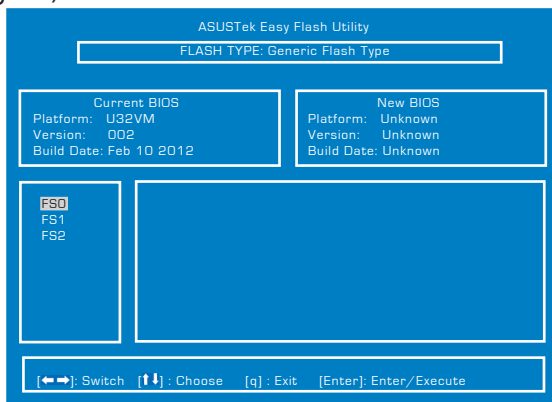 ASUSTek Easy Flash Utility
FLASH TYPE: Generic Flash Type
Current BIOS
Platform: U32VM
Version: 002
Build Date: Feb 10 2012
New BIOS
Platform: Unknown
Version: Unknown
Build Date: Unknown
FS0
FS1
FS2
[←→]: Switch [↑↓] : Choose [q] : Exit [Enter]: Enter/Execute